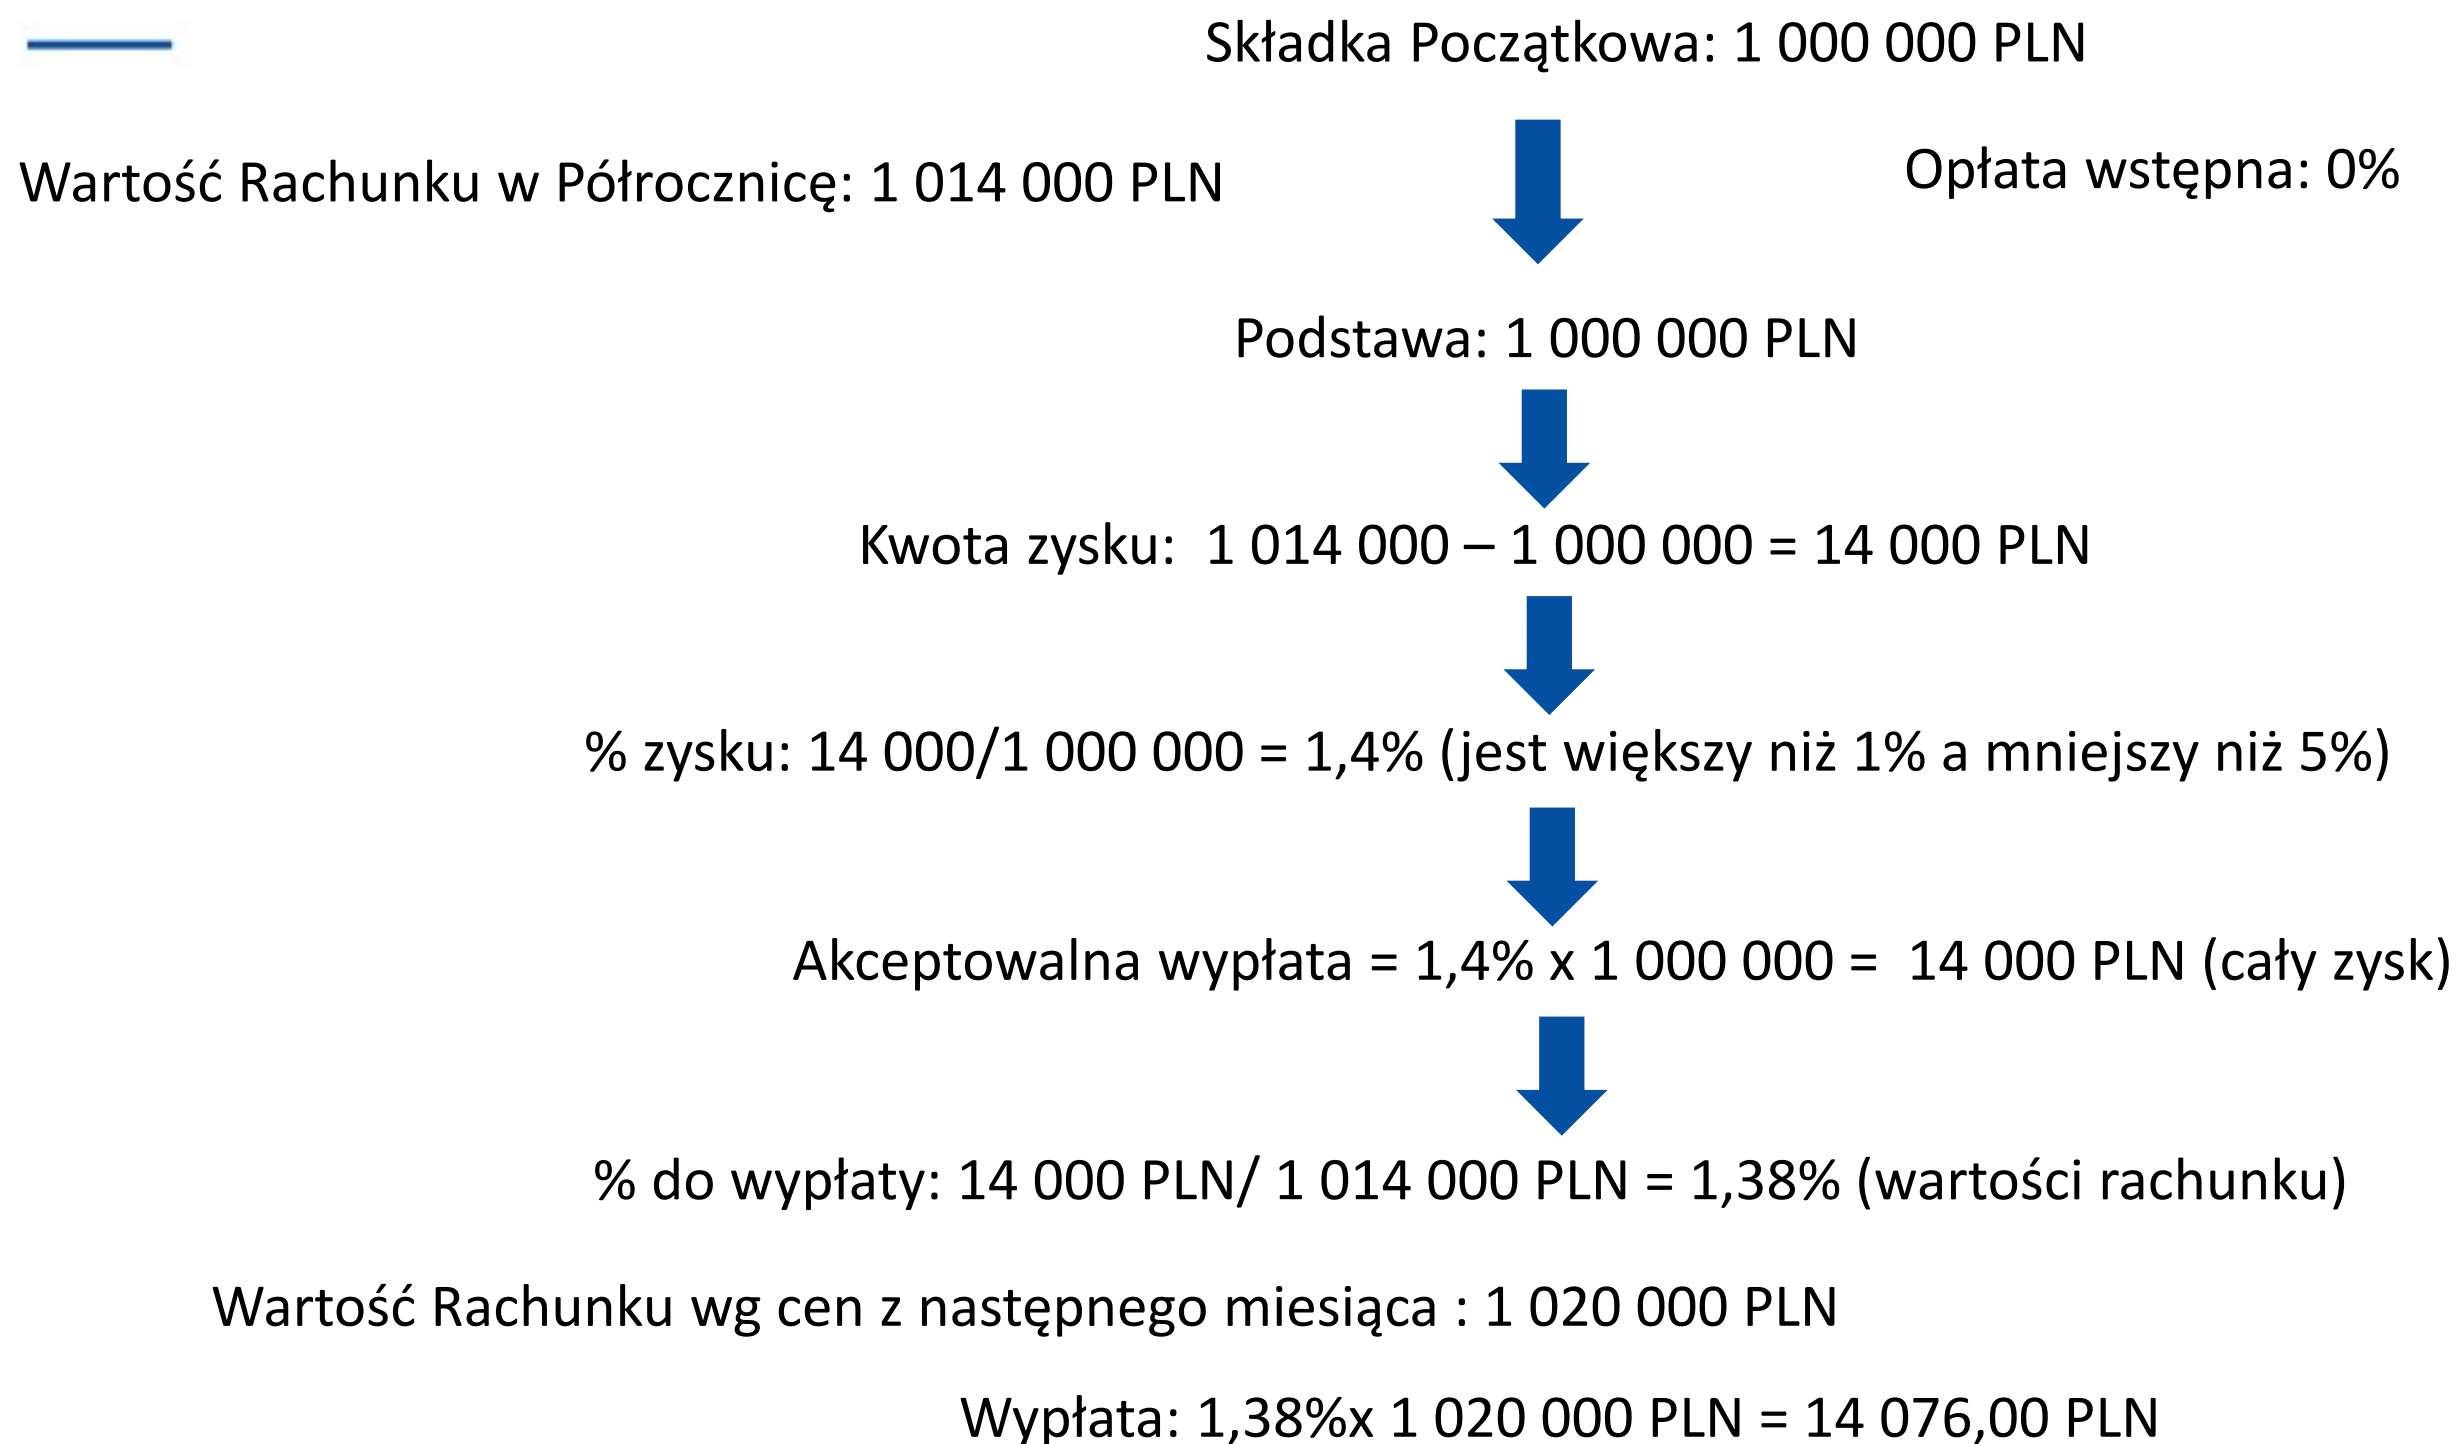 Składka Początkowa: 1 000 000 PLN
Wartość Rachunku w Półrocznicę: 1 014 000 PLN
Opłata wstępna: 0%
Podstawa: 1 000 000 PLN
Kwota zysku: 1 014 000 – 1 000 000 = 14 000 PLN
% zysku: 14 000/1 000 000 = 1,4% (jest większy niż 1% a mniejszy niż 5%)
Akceptowalna wypłata = 1,4% x 1 000 000 = 14 000 PLN (cały zysk)
% do wypłaty: 14 000 PLN/ 1 014 000 PLN = 1,38% (wartości rachunku)
Wartość Rachunku wg cen z następnego miesiąca : 1 020 000 PLN
Wypłata: 1,38%x 1 020 000 PLN = 14 076,00 PLN